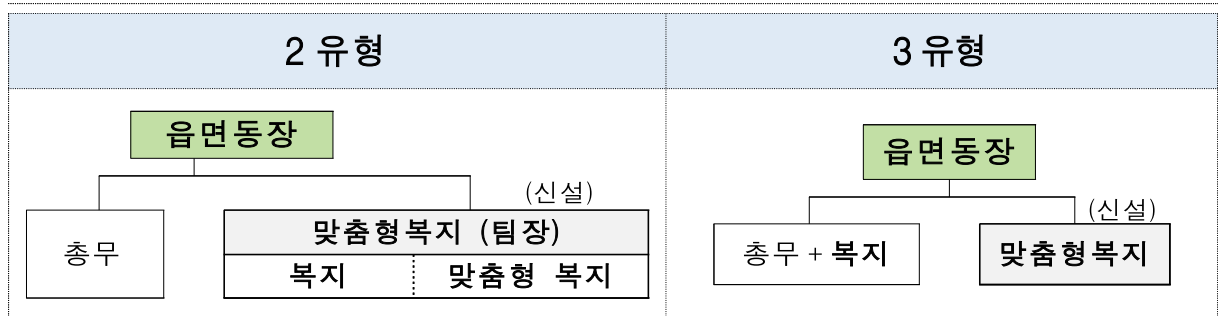 2 유형
3 유형
읍면동장
(신설)
총무
맞춤형복지 (팀장)
복지
맞춤형 복지
읍면동장
(신설)
총무 + 복지
맞춤형복지